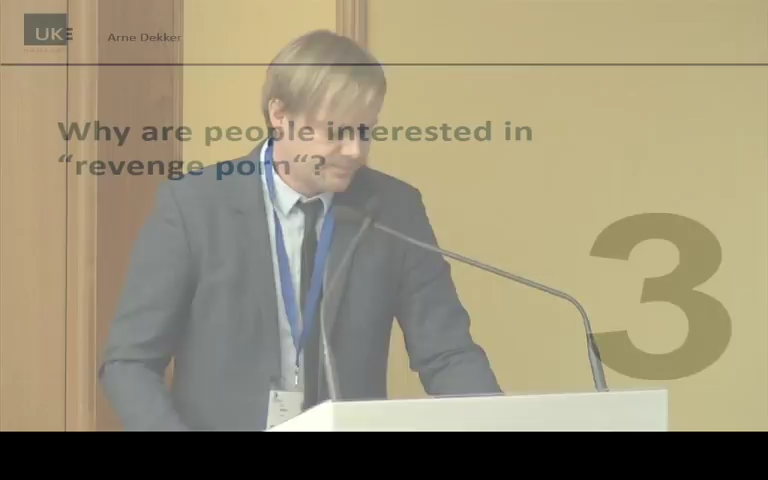 UKE
Arne Dekker
Why are people interested in
“revenge porn“?
3